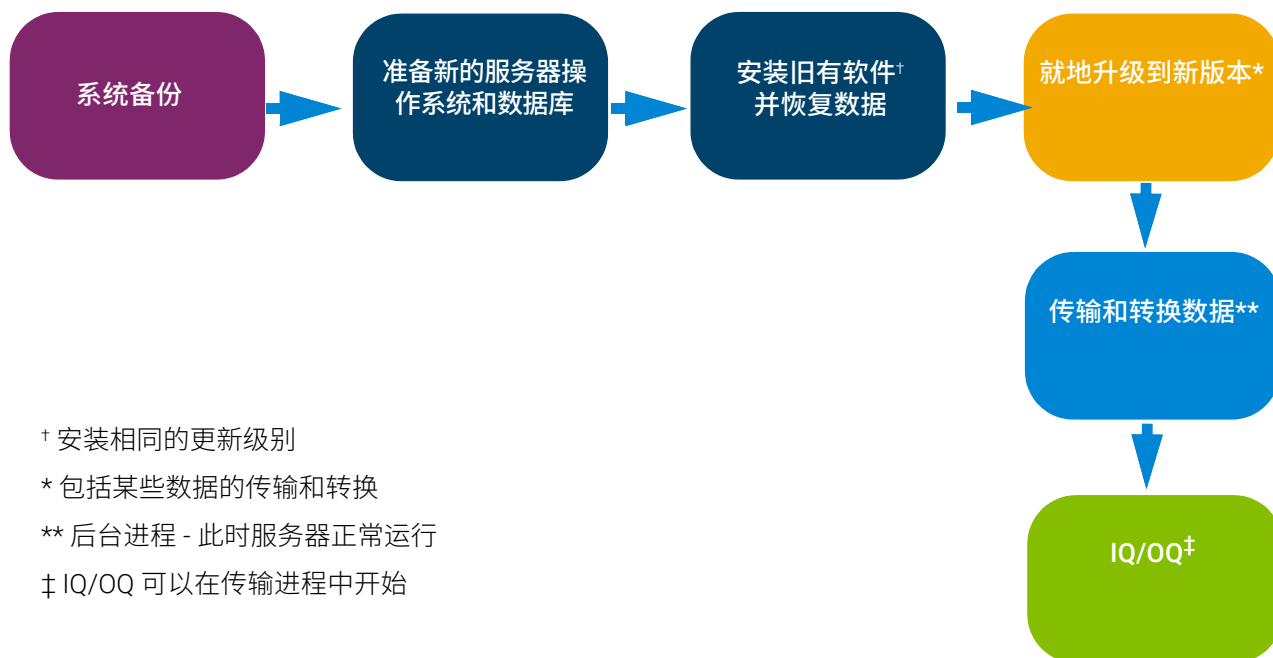 系统备份
准备新的服务器操
作系统和数据库
安装旧有软件†
并恢复数据
就地升级到新版本*
传输和转换数据**
IQ/OQ‡
† 安装相同的更新级别
* 包括某些数据的传输和转换
** 后台进程 - 此时服务器正常运行
‡ IQ/OQ 可以在传输进程中开始